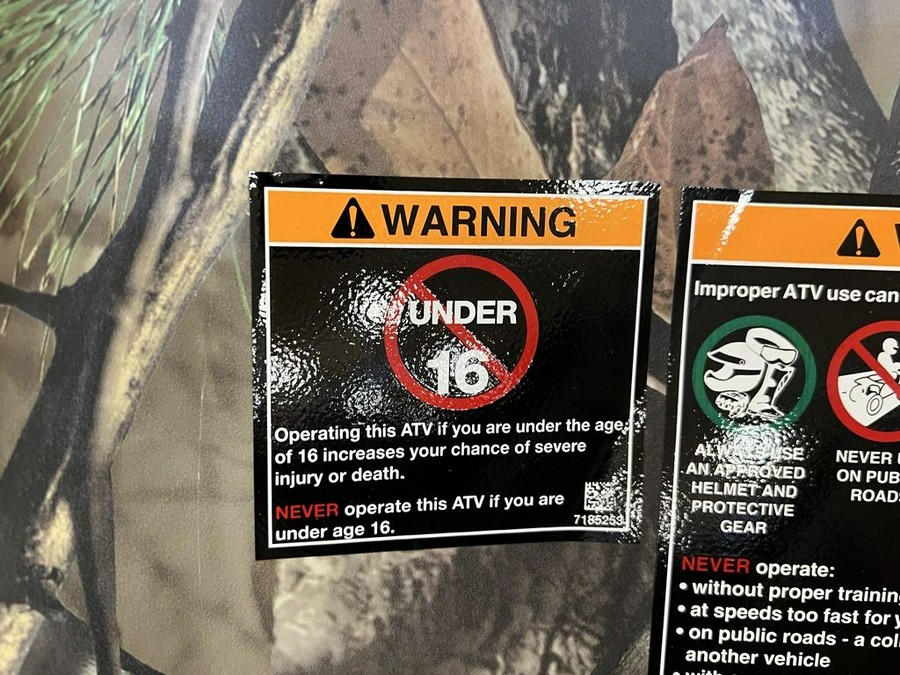 WARNING
UNDER
16
Operating this ATV if you are under the age
of 16 increases your chance of severe
injury or death.
NEVER operate this ATV if you are
under age 16.
7185253
Improper ATV use can
ALWAYS USE
AN APPROVED
HELMET AND
PROTECTIVE
GEAR
NEVER
ON PUB
ROADS
NEVER operate:
• without proper training
• at speeds too fast for y
• on public roads - a coll
another vehicle